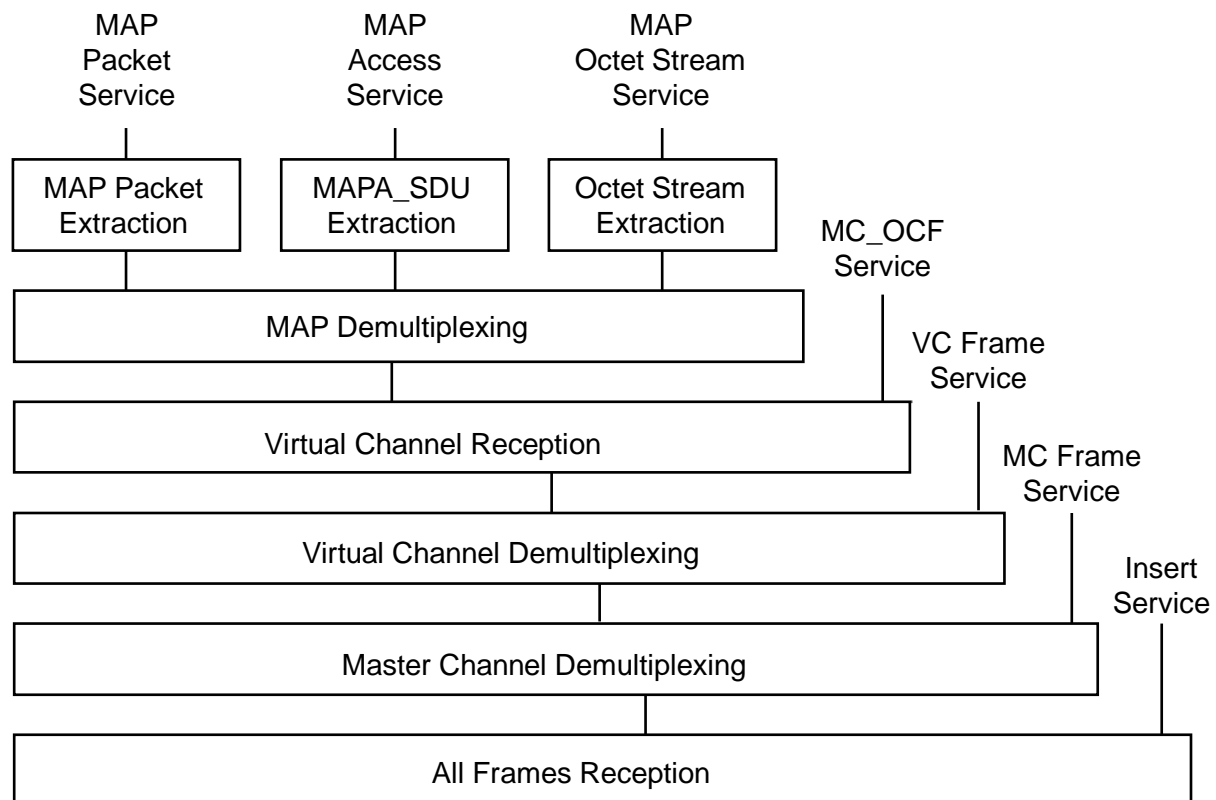 MAP
Packet
Service
MAP
Access
Service
MAP
Octet Stream
Service
MAP Packet
Extraction
MAPA_SDU
Extraction
Octet Stream
Extraction
MC_OCF
Service
MAP Demultiplexing
VC Frame
Service
Virtual Channel Reception
MC Frame
Service
Virtual Channel Demultiplexing
Insert
Service
Master Channel Demultiplexing
All Frames Reception